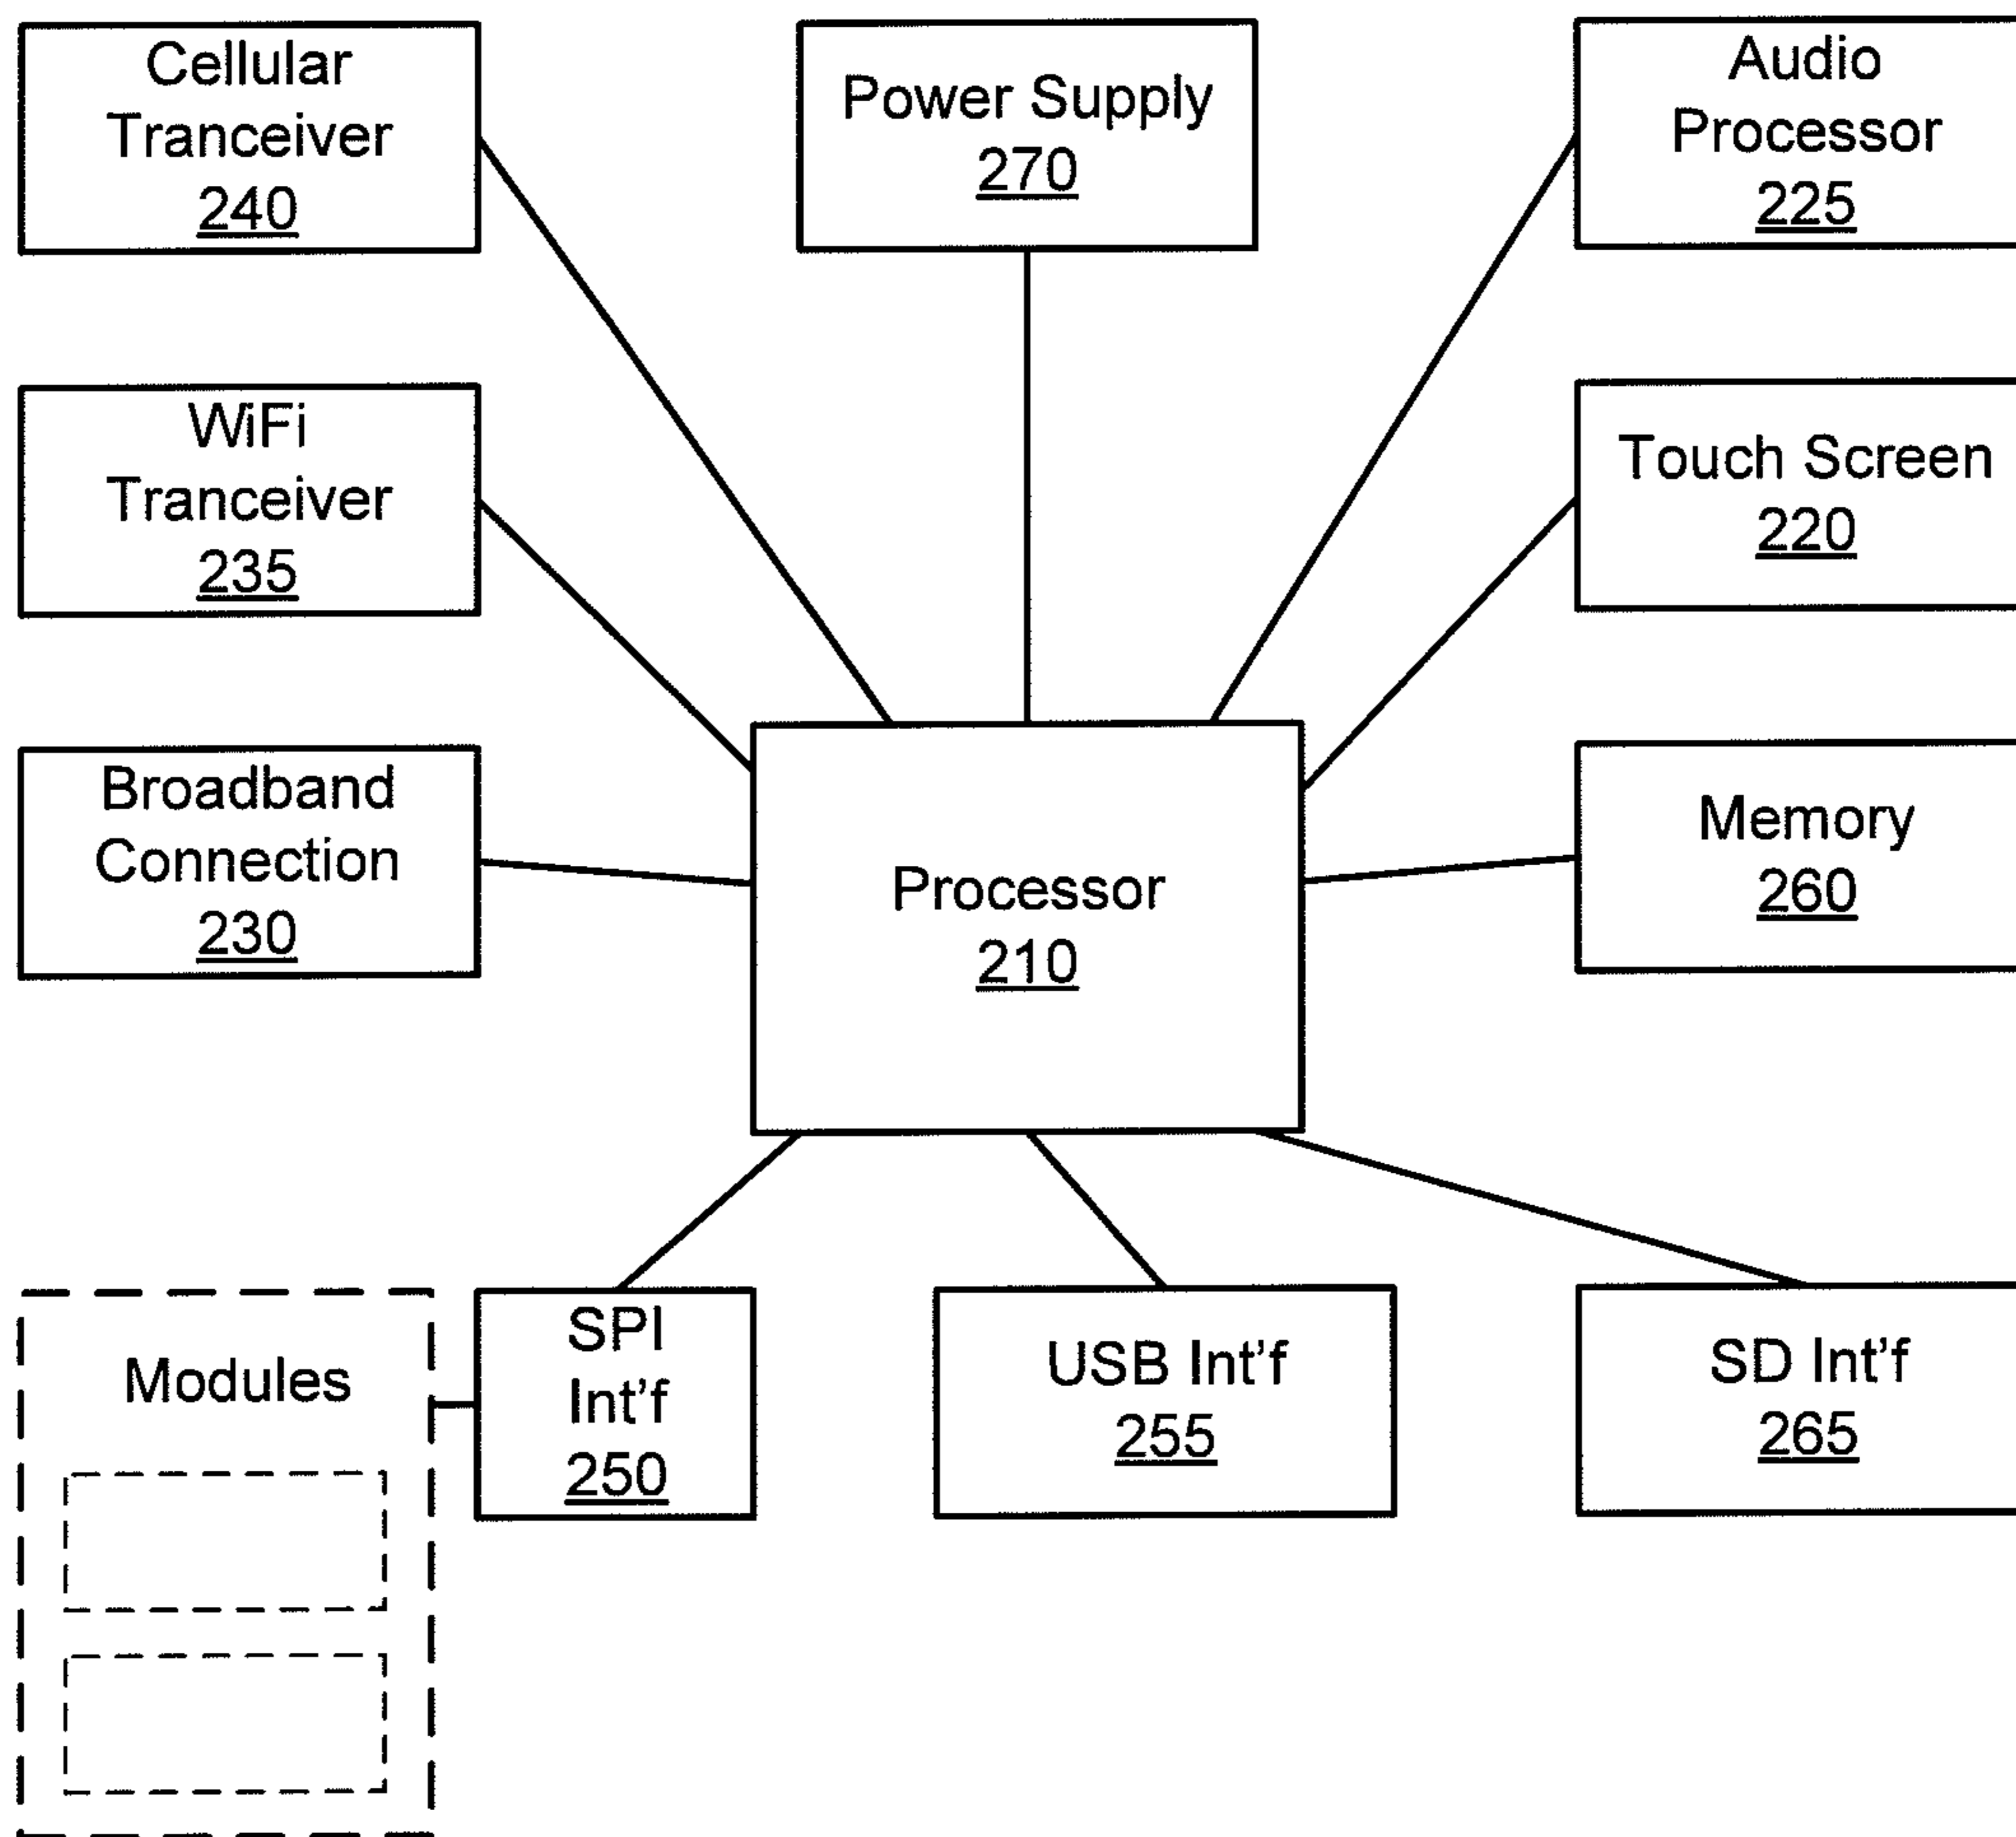 Cellular
Tranceiver
240
Power Supply
270
Audio
Processor
225
WiFi
Tranceiver
235
Touch Screen
220
Broadband
Connection
230
Processor
210
Memory
260
Modules
SPI
Int'f
250
USB Int'f
255
SD Int'f
265